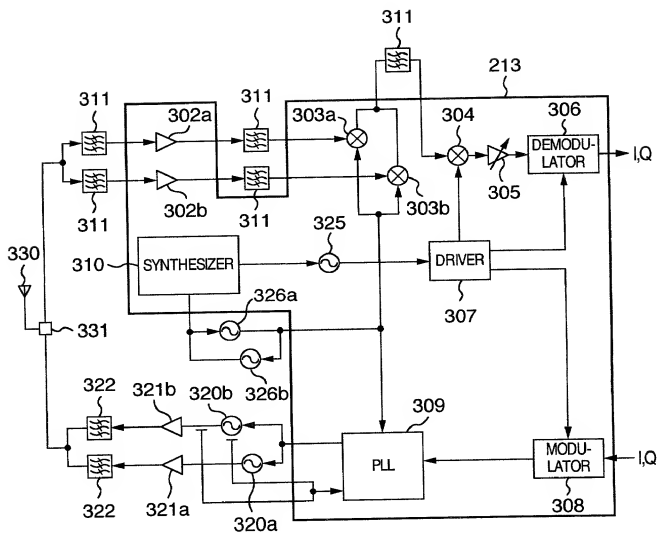 311
213
311
302a
311
303a
304
306
DEMODU-
LATOR
I,Q
305
311
302b
311
303b
325
330
310
SYNTHESIZER
DRIVER
307
326a
331
326b
322
321b
320b
309
PLL
MODU-
LATOR
I,Q
308
322
321a
320a